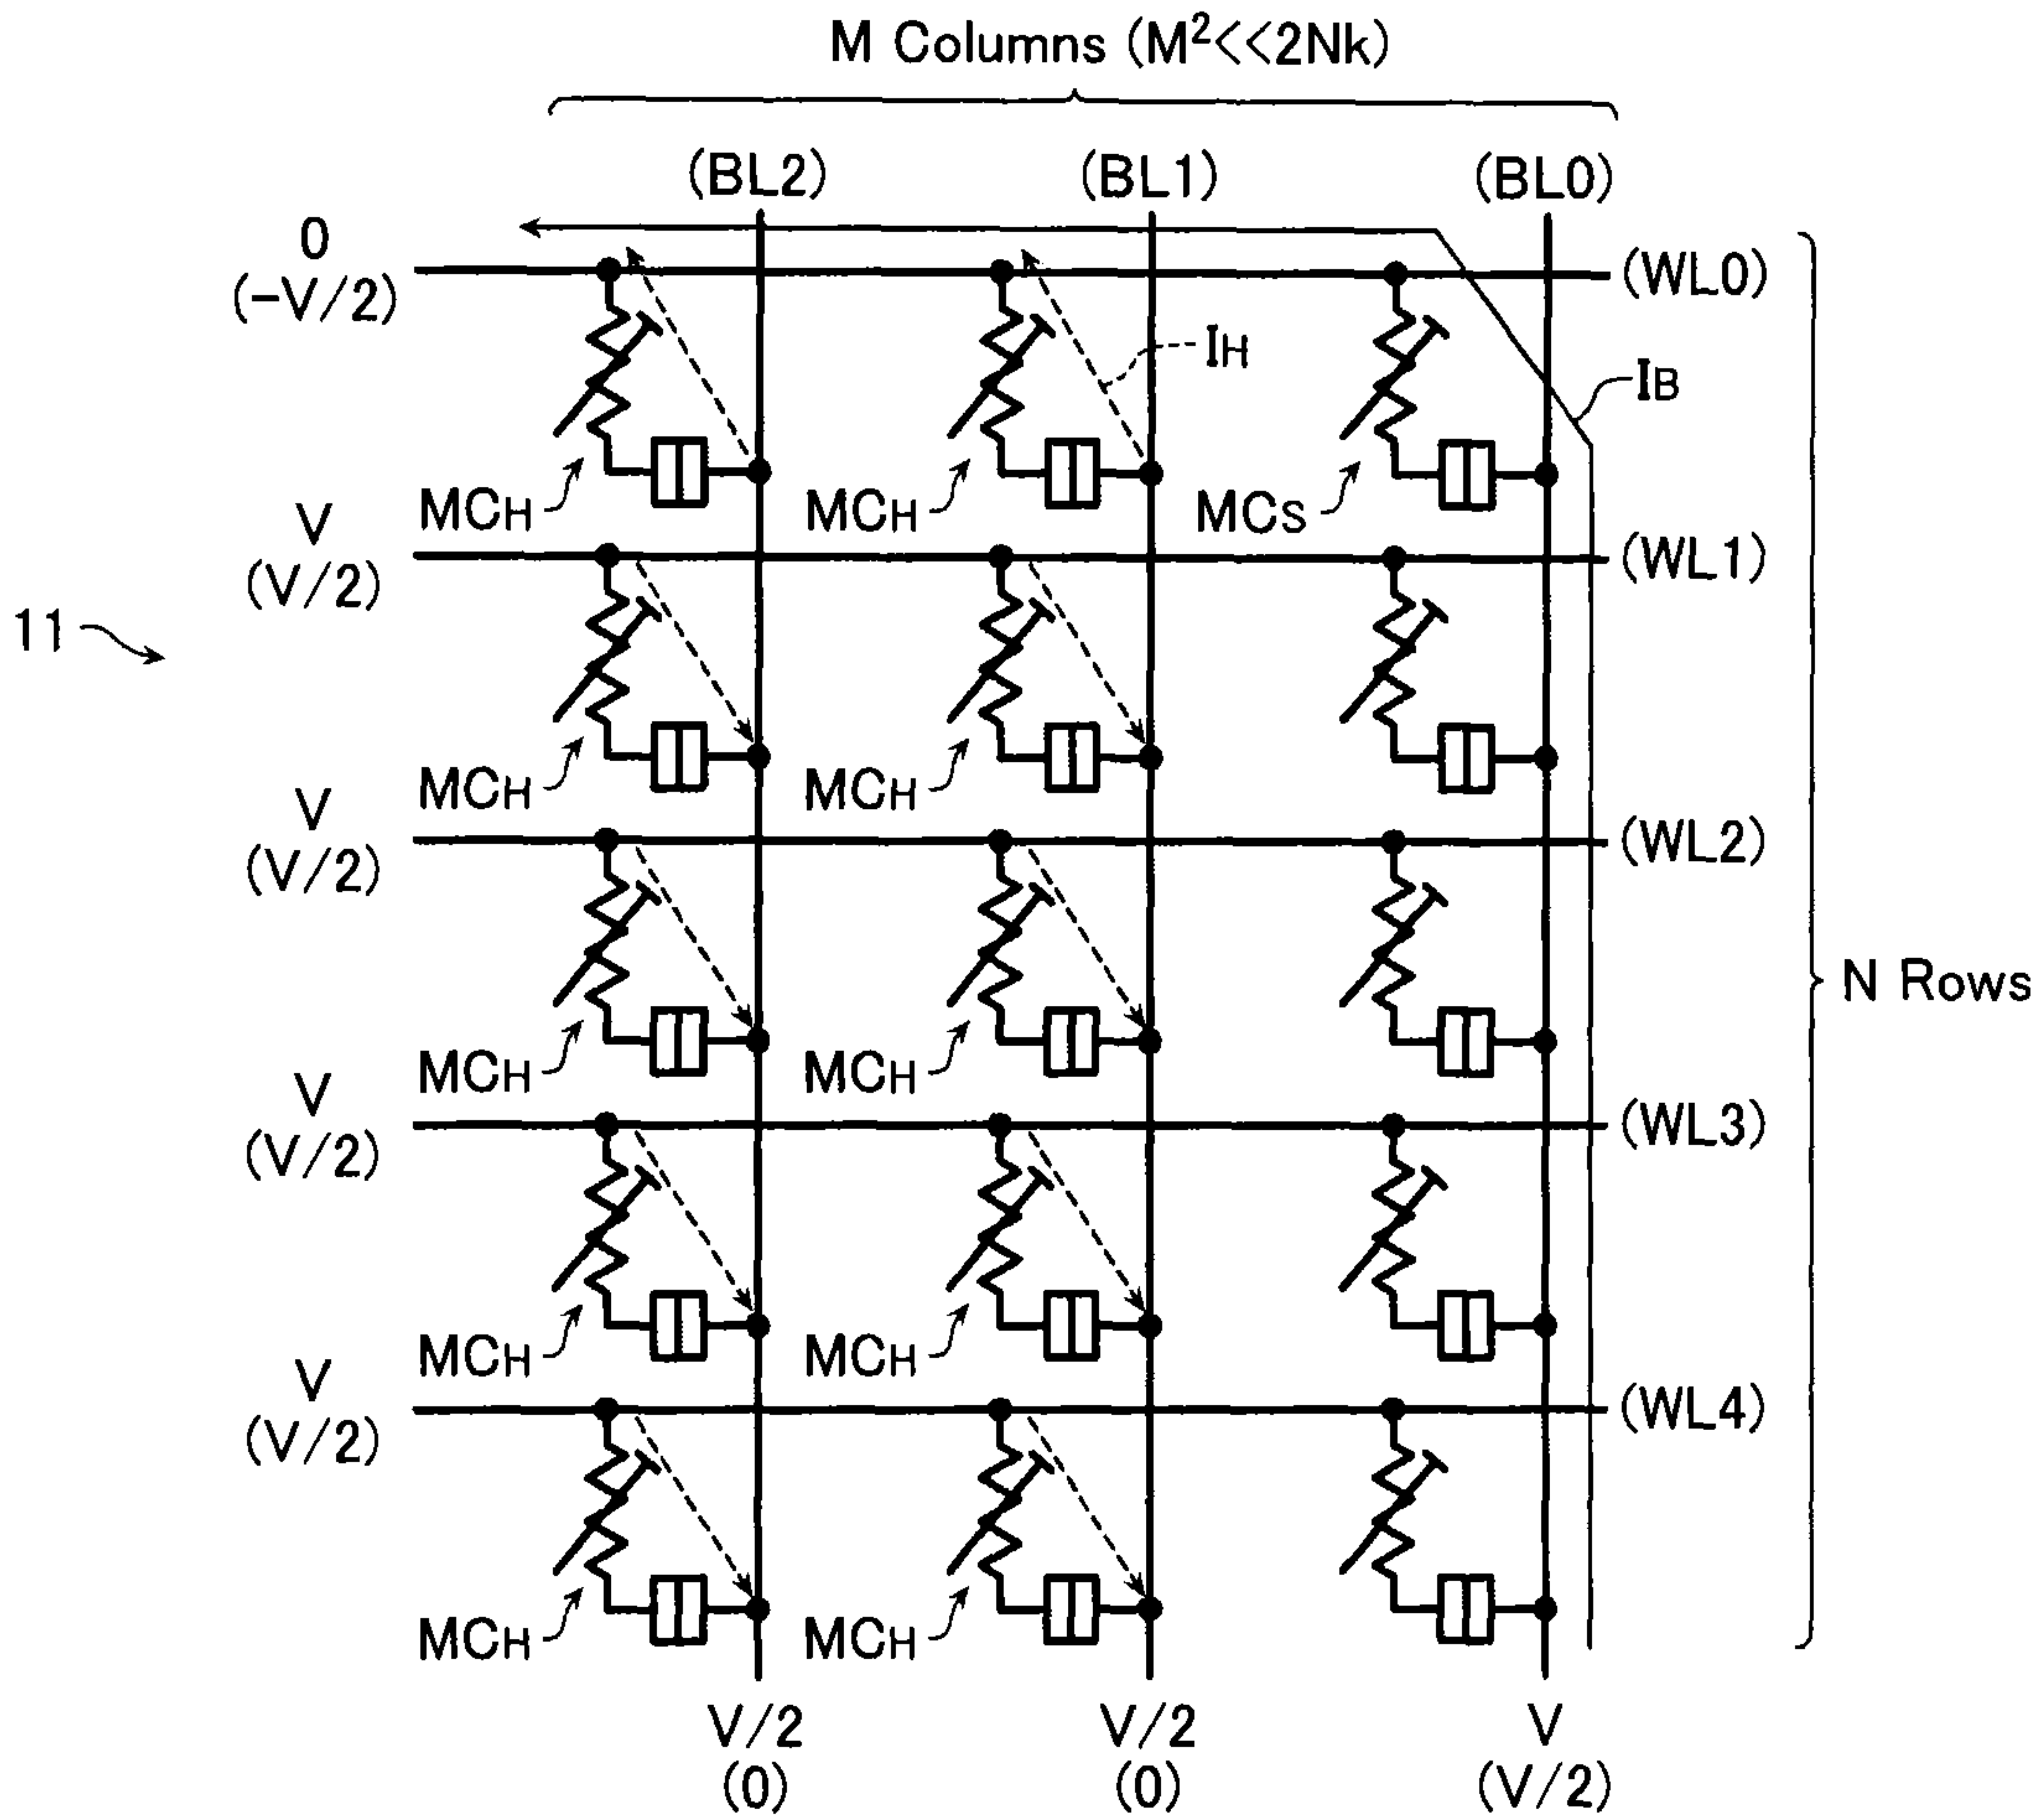 M Columns (M²<<2Nk)
(BL2) (BL1) (BL0)
0
(-V/2)
(WL0)
IH
IB
MCH MCH MCS
V
(V/2)
(WL1)
11
MCH MCH
V
(V/2)
(WL2)
N Rows
MCH MCH
V
(V/2)
(WL3)
MCH MCH
V
(V/2)
(WL4)
MCH MCH
V/2 V/2 V
(0) (0) (V/2)